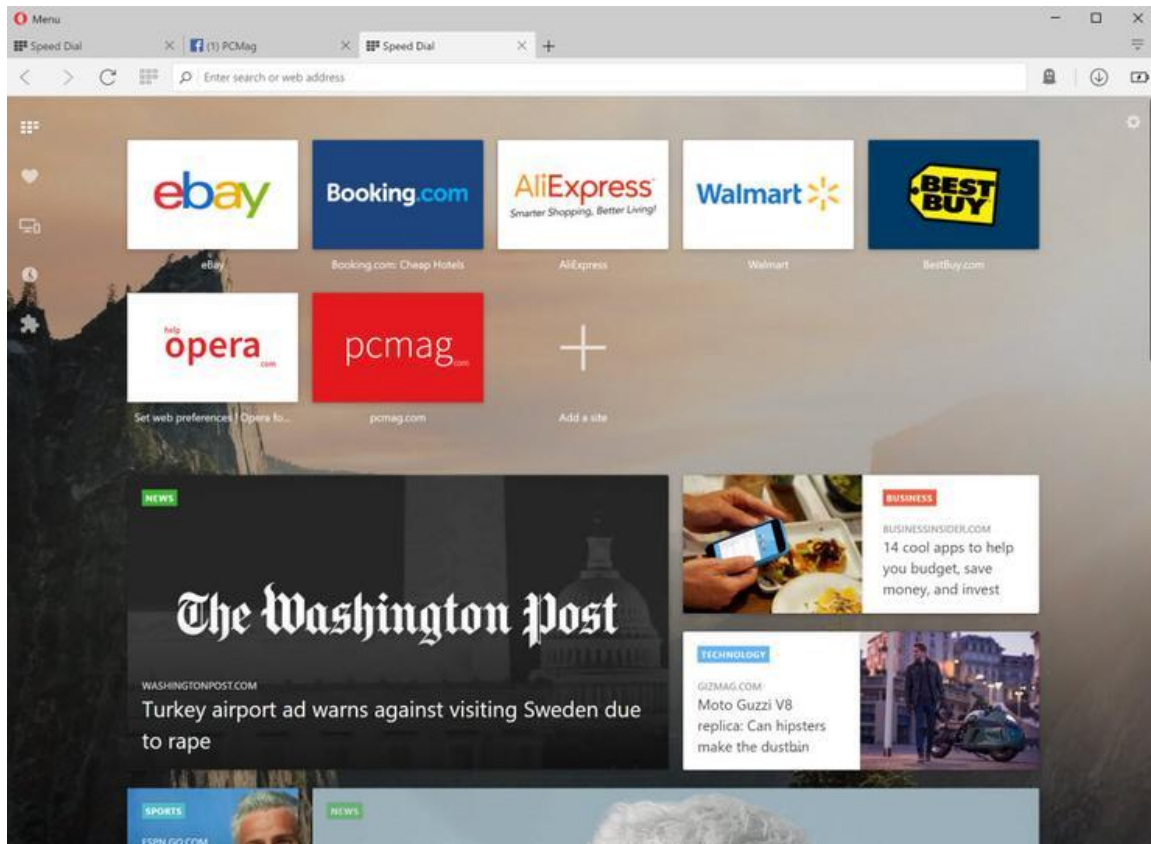 Menu
Speed Dial
(1) PCMag
Speed Dial
Enter search or web address
ebay
Booking.com
AliExpress
Smarter Shopping, Better Living!
Walmart
BEST
BUY
eBay
Booking.com: Cheap Hotels
AliExpress
Walmart
BestBuy.com
help
opera
.com
pcmag
.com
Set web preferences | Opera fo...
pcmag.com
Add a site
NEWS
The Washington Post
WASHINGTONPOST.COM
Turkey airport ad warns against visiting Sweden due
to rape
BUSINESS
BUSINESSINSIDER.COM
14 cool apps to help
you budget, save
money, and invest
TECHNOLOGY
GIZMAG.COM
Moto Guzzi V8
replica: Can hipsters
make the dustbin
SPORTS
ESPN.GO.COM
NEWS